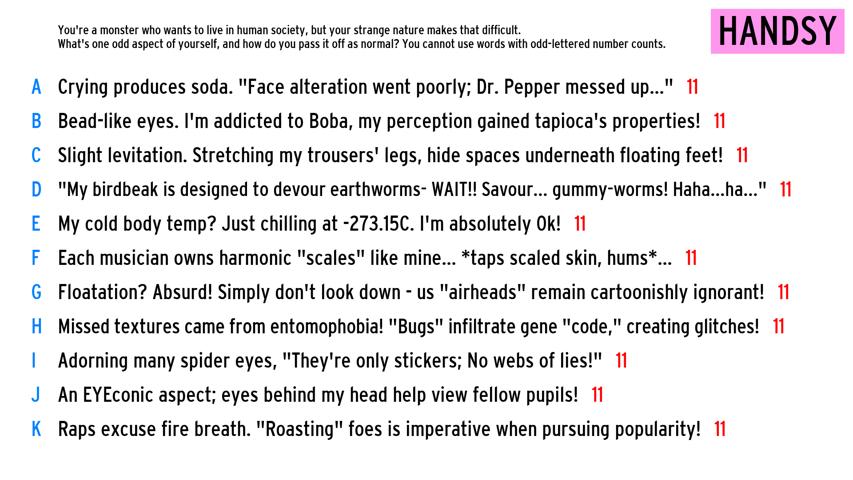 You're a monster who wants to live in human society, but your strange nature makes that difficult.
What's one odd aspect of yourself, and how do you pass it off as normal? You cannot use words with odd-lettered number counts.
HANDSY
A Crying produces soda. "Face alteration went poorly; Dr. Pepper messed up..." 11
B Bead-like eyes. I'm addicted to Boba, my perception gained tapioca's properties! 11
C Slight levitation. Stretching my trousers' legs, hide spaces underneath floating feet! 11
D "My birdbeak is designed to devour earthworms- WAIT!! Savour... gummy-worms! Haha...ha..." 11
E My cold body temp? Just chilling at -273.15C. I'm absolutely Ok! 11
F Each musician owns harmonic "scales" like mine... *taps scaled skin, hums*... 11
G Floatation? Absurd! Simply don't look down - us "airheads" remain cartoonishly ignorant! 11
H Missed textures came from entomophobia! "Bugs" infiltrate gene "code," creating glitches! 11
I Adorning many spider eyes, "They're only stickers; No webs of lies!" 11
J An EYEconic aspect; eyes behind my head help view fellow pupils! 11
K Raps excuse fire breath. "Roasting" foes is imperative when pursuing popularity! 11